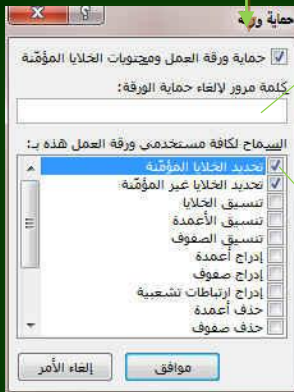 حماية ورقة
حماية ورقة العمل ومحتويات الخلايا المؤمّنة
كلمة مرور لإلغاء حماية الورقة:
السماح لكافة مستخدمي ورقة العمل هذه بـ:
تحديد الخلايا المؤمّنة
تحديد الخلايا غير المؤمّنة
تنسيق الخلايا
تنسيق الأعمدة
تنسيق الصفوف
إدراج أعمدة
إدراج صفوف
إدراج ارتباطات تشعبية
حذف أعمدة
حذف صفوف
موافق إلغاء الأمر